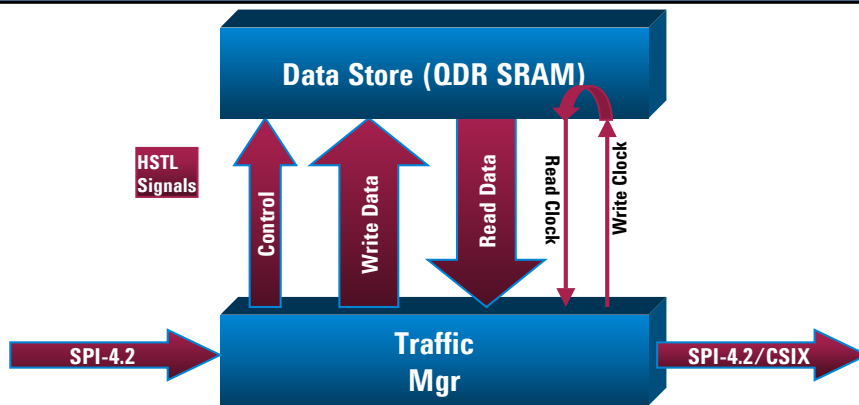 Data Store (QDR SRAM)
HSTL
Signals
Control
Write Data
Read Data
Read Clock
Write Clock
SPI-4.2
Traffic
Mgr
SPI-4.2/CSIX